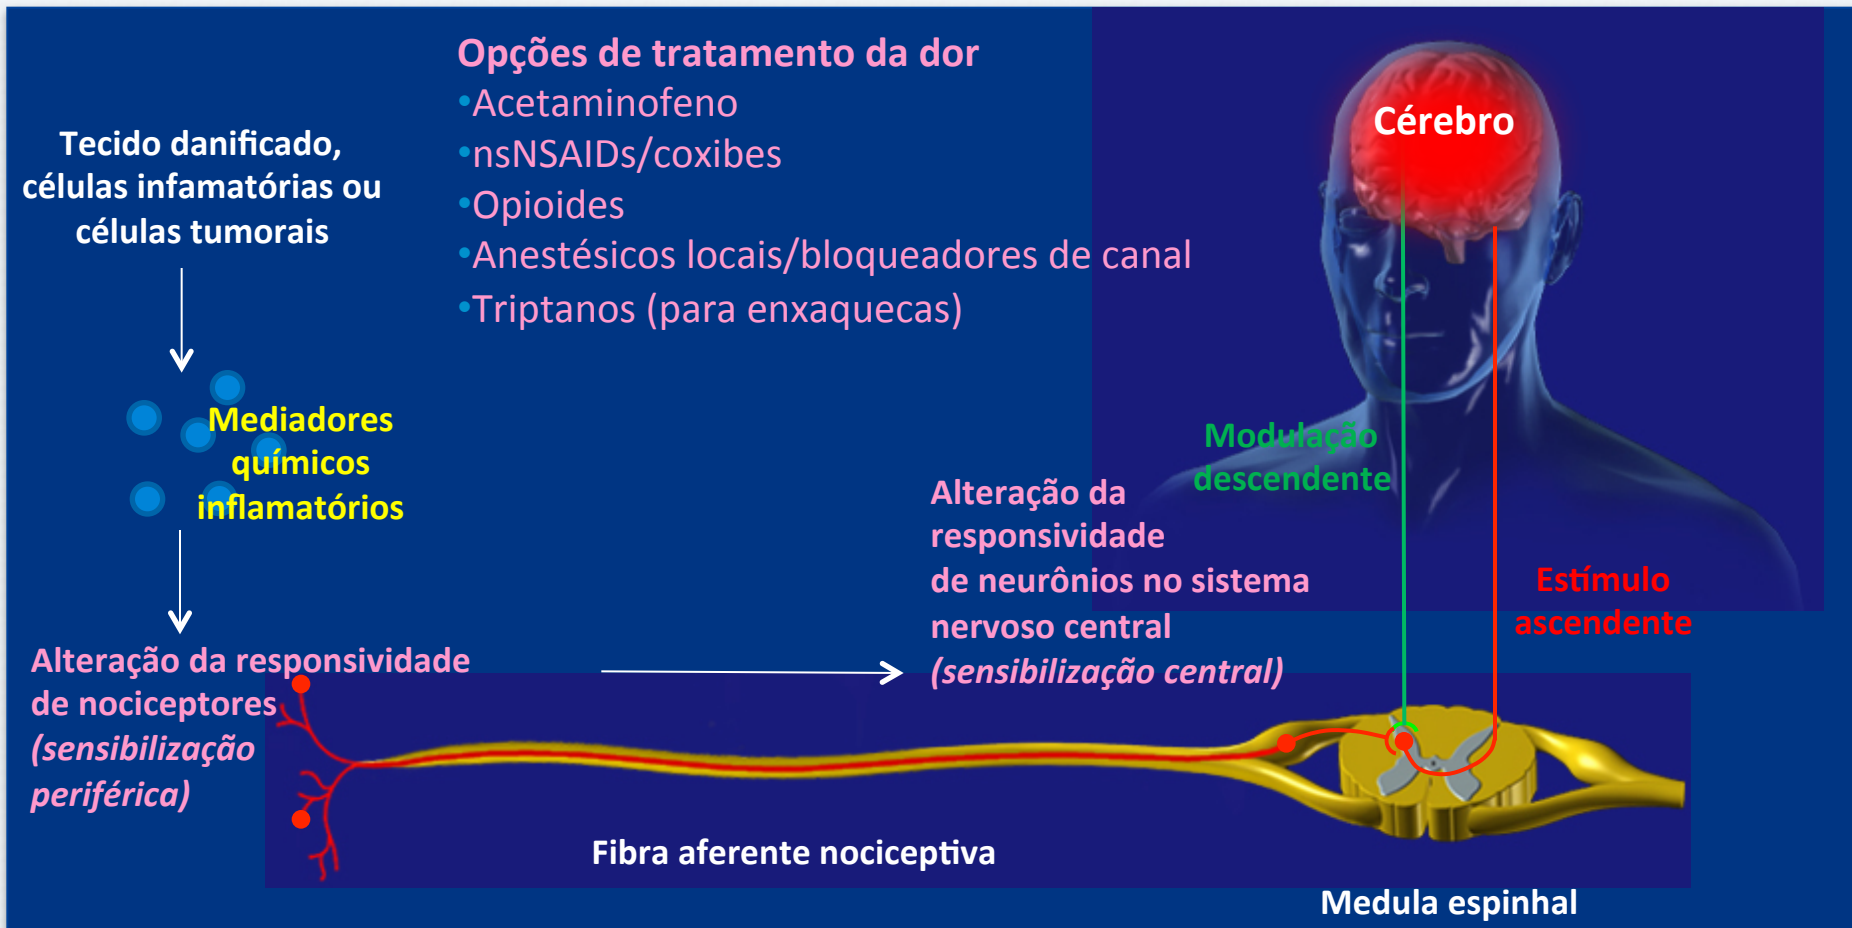 Opções de tratamento da dor
•Acetaminofeno
•nsNSAIDs/coxibes
•Opioides
•Anestésicos locais/bloqueadores de canal
•Triptanos (para enxaquecas)
Tecido danificado,
células infamatórias ou
células tumorais
Mediadores
químicos
inflamatórios
Alteração da responsividade
de nociceptores
(sensibilização
periférica)
Alteração da
responsividade
de neurônios no sistema
nervoso central
(sensibilização central)
Cérebro
Modulação
descendente
Estímulo
ascendente
Fibra aferente nociceptiva
Medula espinhal